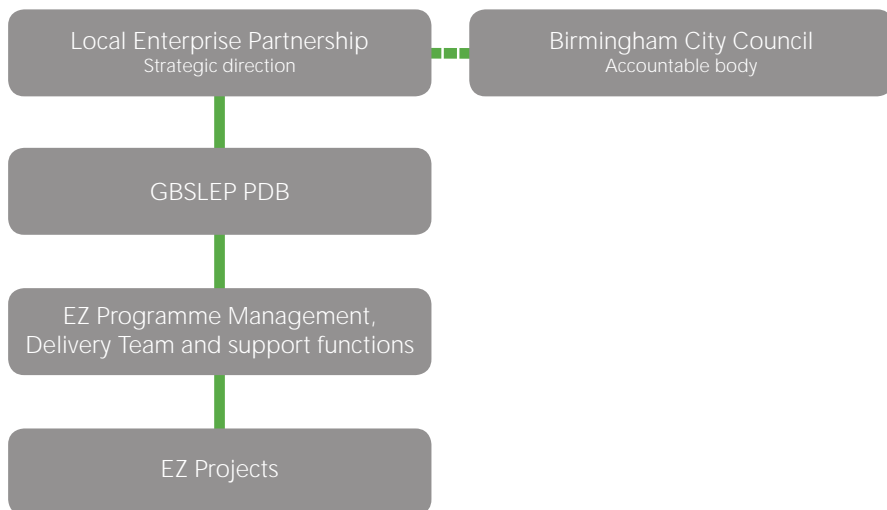 Local Enterprise Partnership
Strategic direction
Birmingham City Council
Accountable body
GBSLEP PDB
EZ Programme Management,
Delivery Team and support functions
EZ Projects